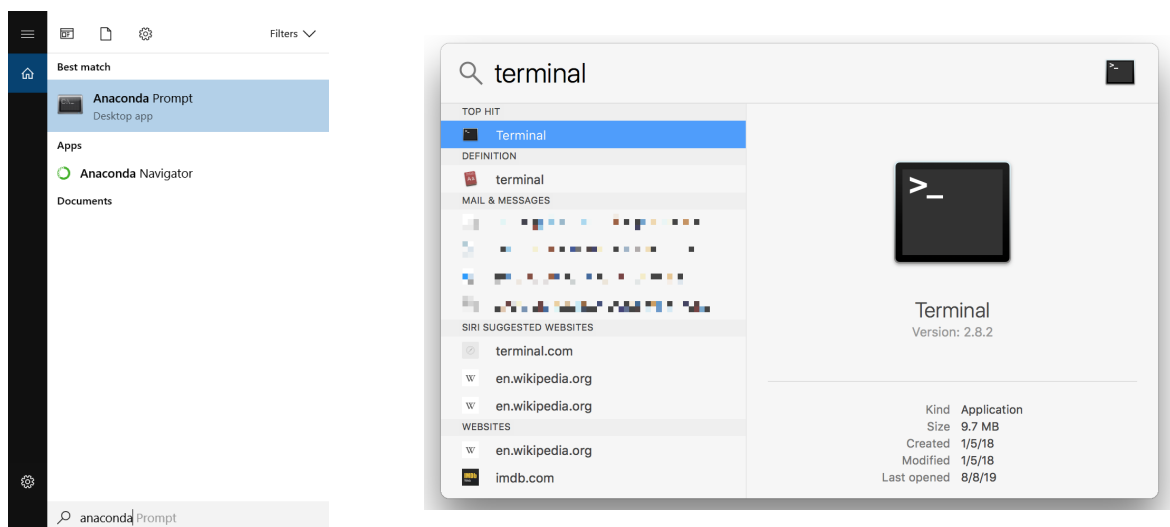 Filters
Best match
Anaconda Prompt
Desktop app
Apps
Anaconda Navigator
Documents
anaconda Prompt
terminal
TOP HIT
Terminal
DEFINITION
terminal
MAIL & MESSAGES
SIRI SUGGESTED WEBSITES
terminal.com
en.wikipedia.org
en.wikipedia.org
WEBSITES
en.wikipedia.org
imdb.com
>_
Terminal
Version: 2.8.2
Kind Application
Size 9.7 MB
Created 1/5/18
Modified 1/5/18
Last opened 8/8/19